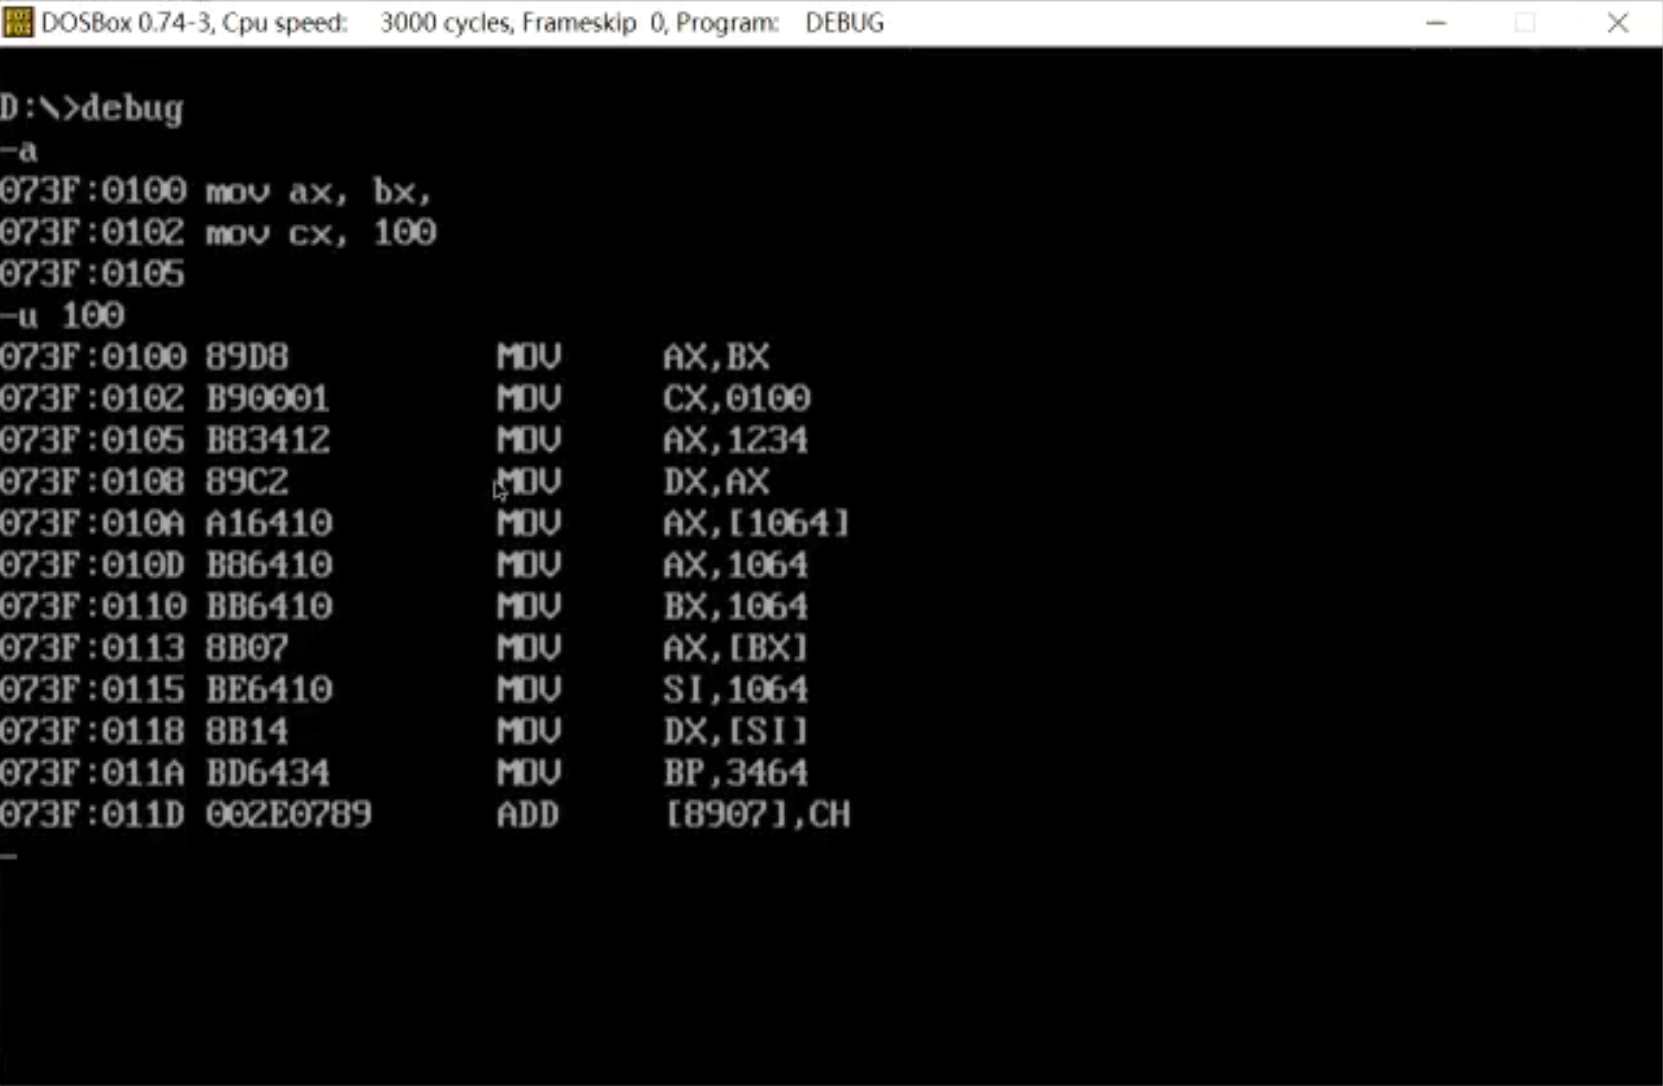 DOSBox 0.74-3, Cpu speed: 3000 cycles, Frameskip 0, Program: DEBUG
D:\>debug
-a
073F:0100 mov ax, bx,
073F:0102 mov cx, 100
073F:0105
-u 100
073F:0100 89D8 MOV AX,BX
073F:0102 B90001 MOV CX,0100
073F:0105 B83412 MOV AX,1234
073F:0108 89C2 MOV DX,AX
073F:010A A16410 MOV AX,[1064]
073F:010D B86410 MOV AX,1064
073F:0110 BB6410 MOV BX,1064
073F:0113 8B07 MOV AX,[BX]
073F:0115 BE6410 MOV SI,1064
073F:0118 8B14 MOV DX,[SI]
073F:011A BD6434 MOV BP,3464
073F:011D 002E0789 ADD [8907],CH